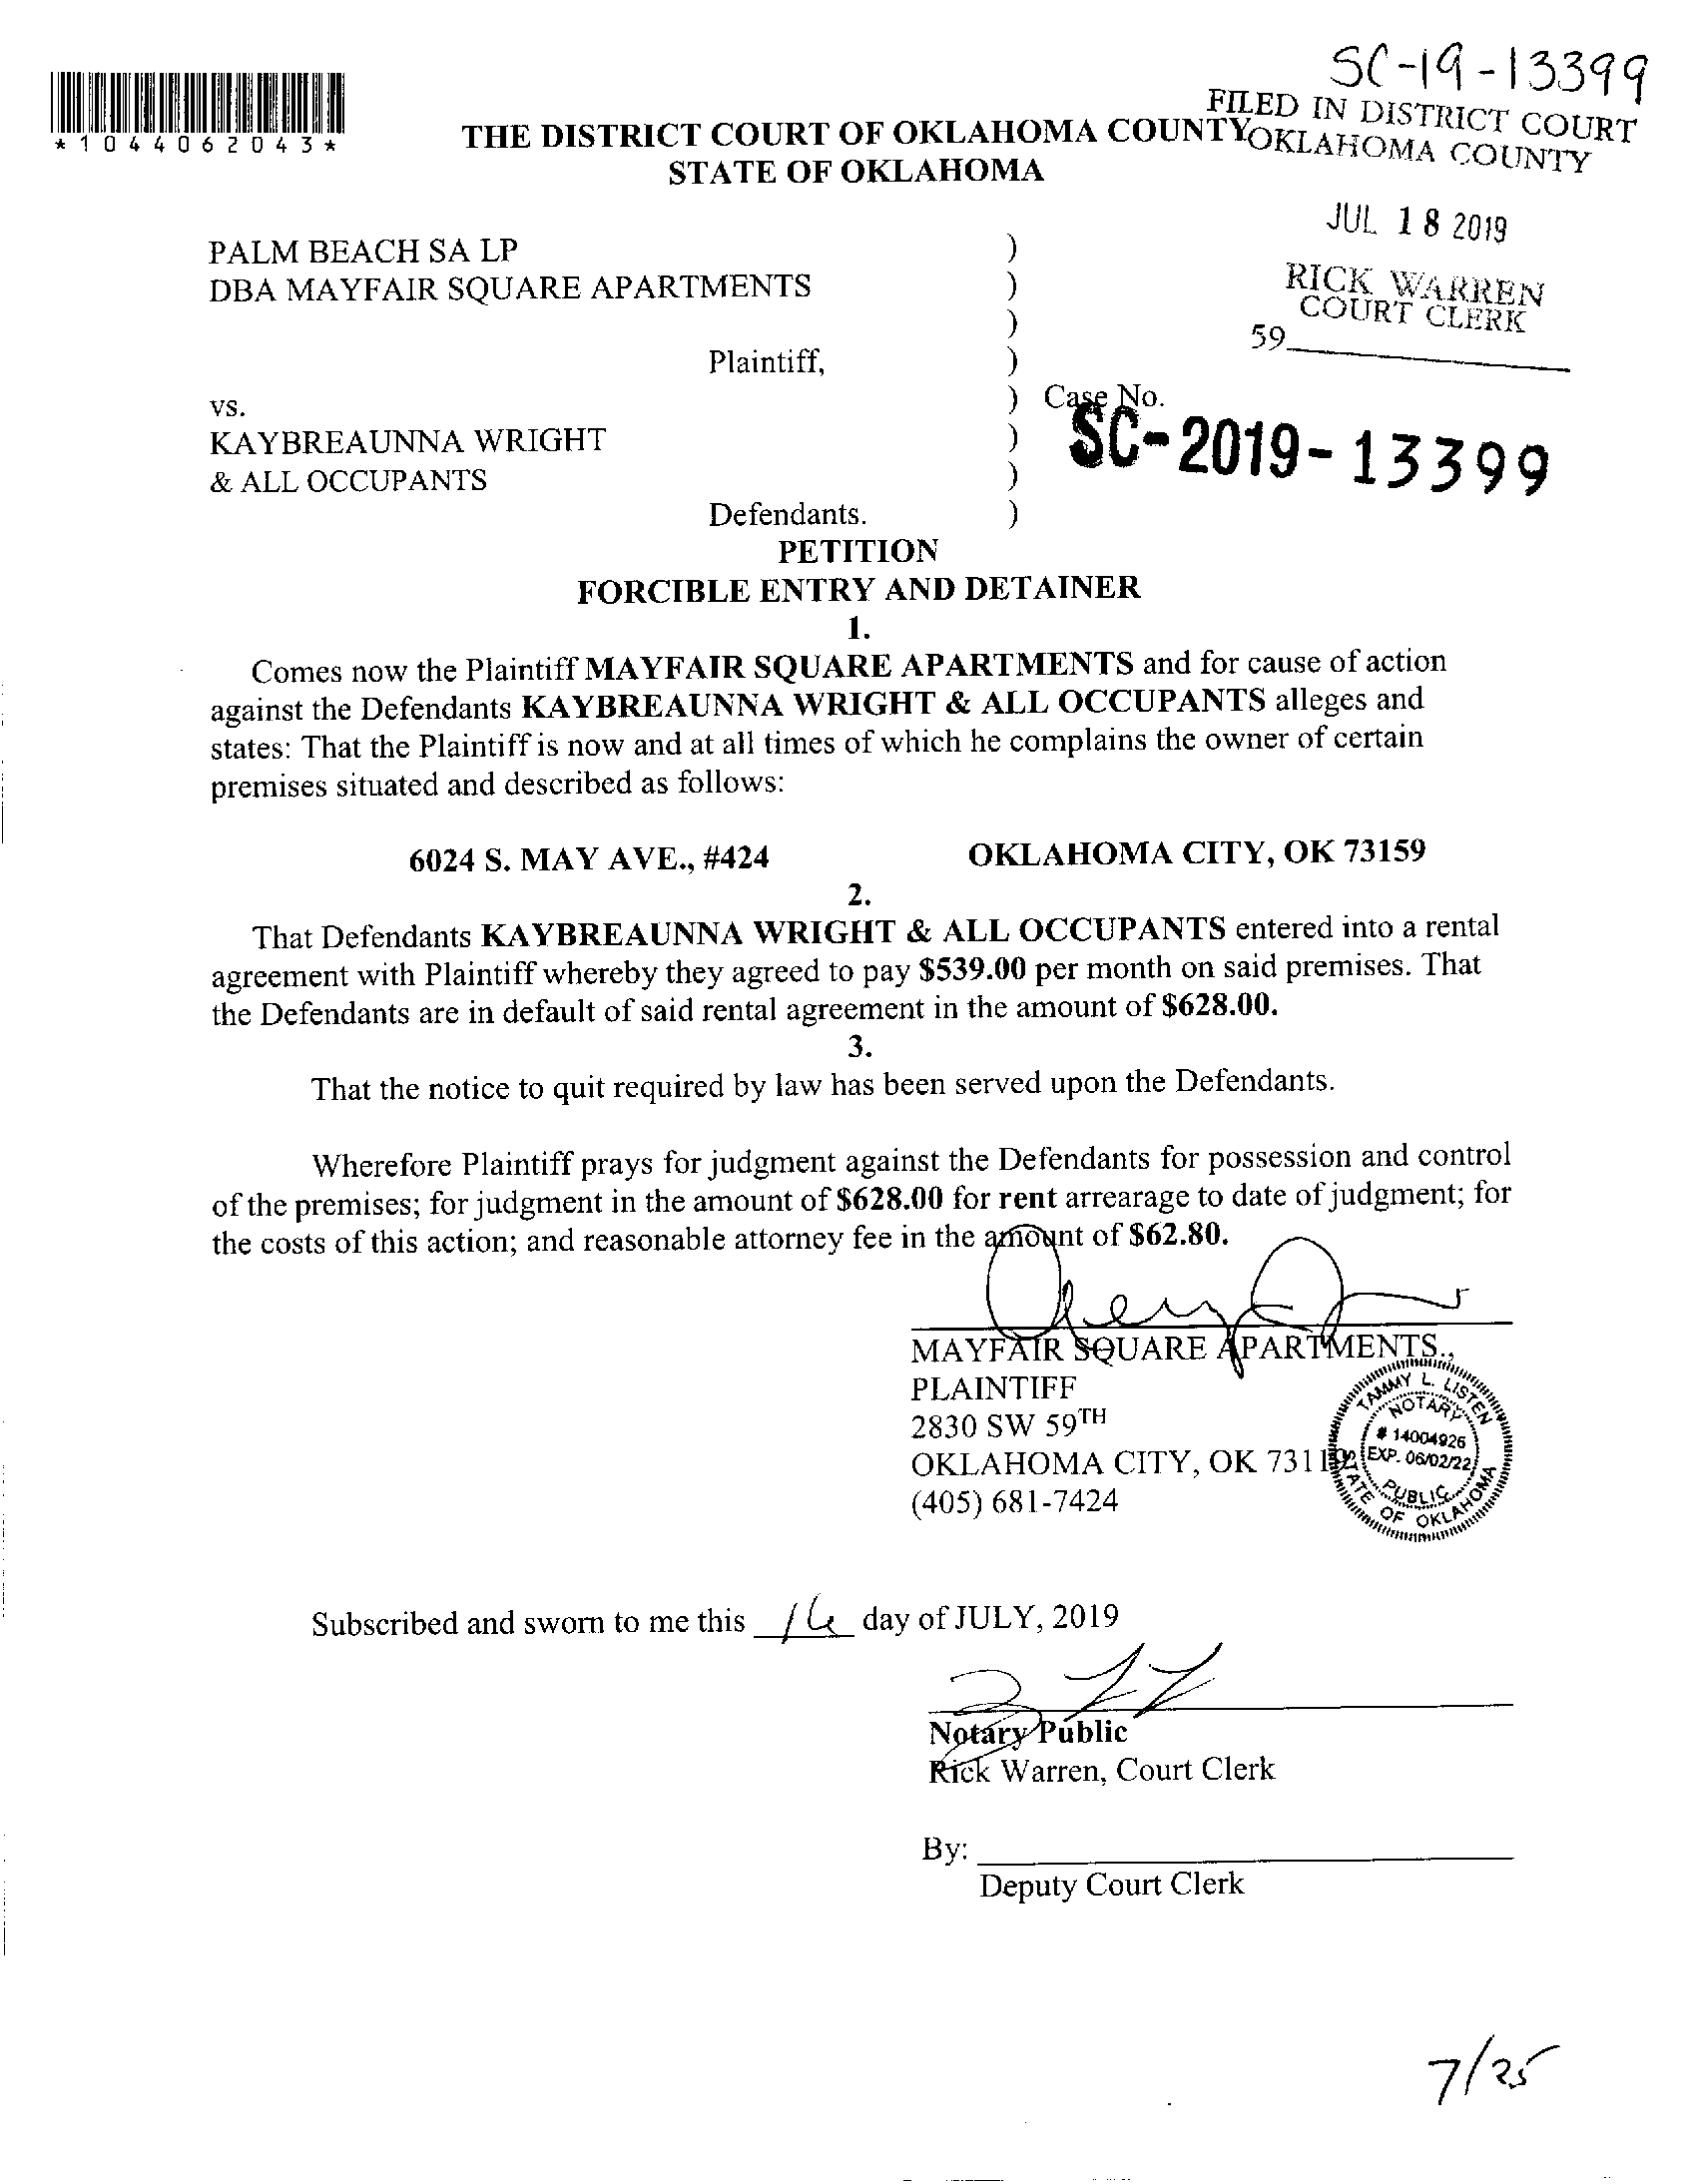 SC-19-13399
*1044062043*
FILED IN DISTRICT COURT
OKLAHOMA COUNTY
THE DISTRICT COURT OF OKLAHOMA COUNTY
STATE OF OKLAHOMA
JUL 18 2019
RICK WARREN
COURT CLERK
59
PALM BEACH SA LP )
DBA MAYFAIR SQUARE APARTMENTS )
)
Plaintiff, )
vs. ) Case No.
SC-2019-13399
KAYBREAUNNA WRIGHT )
& ALL OCCUPANTS )
Defendants. )
PETITION
FORCIBLE ENTRY AND DETAINER
1.
Comes now the Plaintiff MAYFAIR SQUARE APARTMENTS and for cause of action
against the Defendants KAYBREAUNNA WRIGHT & ALL OCCUPANTS alleges and
states: That the Plaintiff is now and at all times of which he complains the owner of certain
premises situated and described as follows:
6024 S. MAY AVE., #424 OKLAHOMA CITY, OK 73159
2.
That Defendants KAYBREAUNNA WRIGHT & ALL OCCUPANTS entered into a rental
agreement with Plaintiff whereby they agreed to pay $539.00 per month on said premises. That
the Defendants are in default of said rental agreement in the amount of $628.00.
3.
That the notice to quit required by law has been served upon the Defendants.
Wherefore Plaintiff prays for judgment against the Defendants for possession and control
of the premises; for judgment in the amount of $628.00 for rent arrearage to date of judgment; for
the costs of this action; and reasonable attorney fee in the amount of $62.80.
MAYFAIR SQUARE APARTMENTS.,
PLAINTIFF
2830 SW 59TH
OKLAHOMA CITY, OK 73119
(405) 681-7424
TAMMY L. LISTEN
NOTARY
# 14004926
EXP. 06/02/22
PUBLIC
STATE OF OKLAHOMA
Subscribed and sworn to me this day of JULY, 2019
Notary Public
Rick Warren, Court Clerk
By:
Deputy Court Clerk
7/25